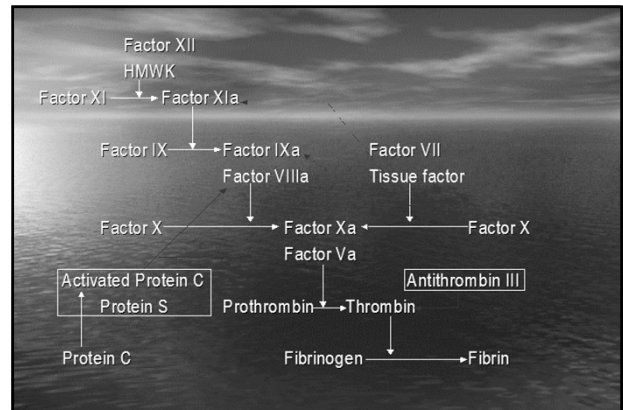 Factor XII
HMWK
Factor XI Factor XIa
Factor IX Factor IXa Factor VII
Factor VIIIa Tissue factor
Factor X Factor Xa Factor X
Factor Va
Activated Protein C Antithrombin III
Protein S Prothrombin Thrombin
Protein C Fibrinogen Fibrin